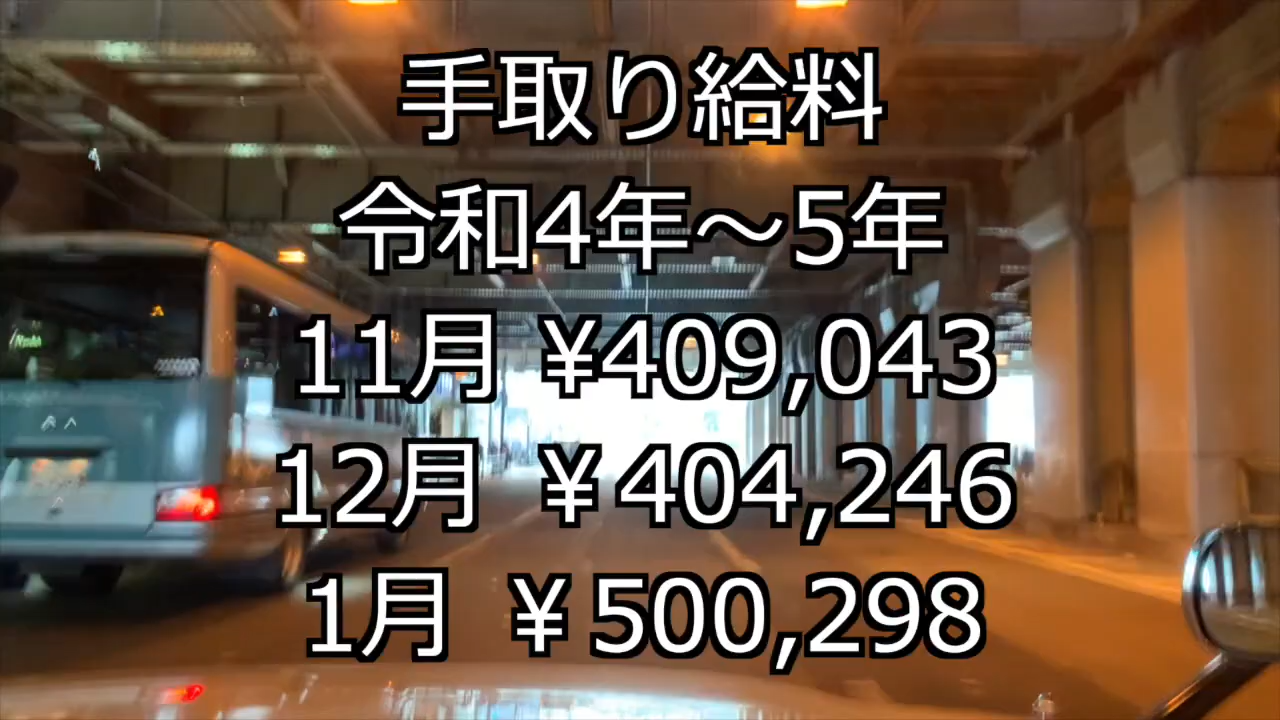 手取り給料
令和4年～5年
11月 ¥409,043
12月 ￥404,246
1月 ￥500,298